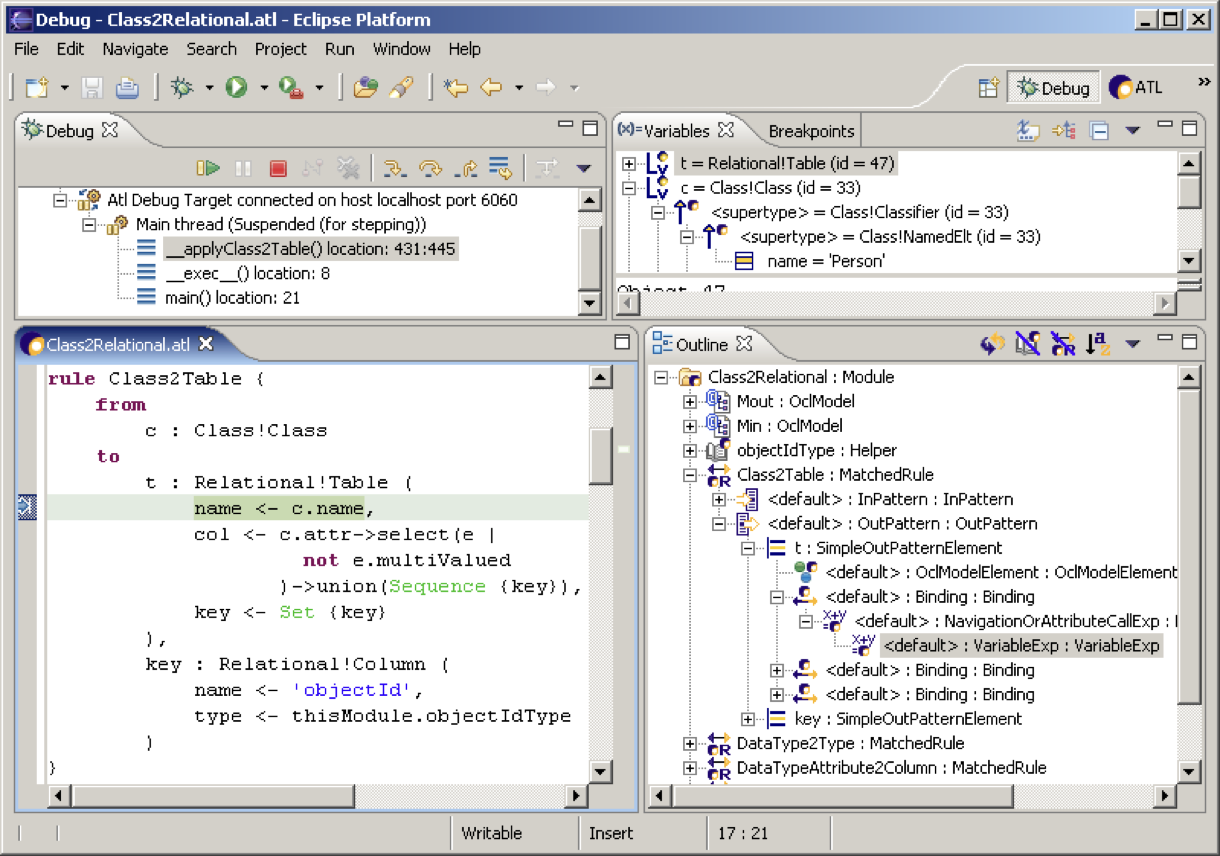 Debug - Class2Relational.atl - Eclipse Platform
File Edit Navigate Search Project Run Window Help
Debug ATL »
Debug
Atl Debug Target connected on host localhost port 6060
Main thread (Suspended (for stepping))
__applyClass2Table() location: 431:445
__exec__() location: 8
main() location: 21
(x)= Variables Breakpoints
t = Relational!Table (id = 47)
c = Class!Class (id = 33)
<supertype> = Class!Classifier (id = 33)
<supertype> = Class!NamedElt (id = 33)
name = 'Person'
Object 47
Class2Relational.atl
rule Class2Table {
from
c : Class!Class
to
t : Relational!Table (
name <- c.name,
col <- c.attr->select(e |
not e.multiValued
)->union(Sequence {key}),
key <- Set {key}
),
key : Relational!Column (
name <- 'objectId',
type <- thisModule.objectIdType
)
}
Outline
Class2Relational : Module
Mout : OclModel
Min : OclModel
objectIdType : Helper
Class2Table : MatchedRule
<default> : InPattern : InPattern
<default> : OutPattern : OutPattern
t : SimpleOutPatternElement
<default> : OclModelElement : OclModelElement
<default> : Binding : Binding
<default> : NavigationOrAttributeCallExp :
<default> : VariableExp : VariableExp
<default> : Binding : Binding
<default> : Binding : Binding
key : SimpleOutPatternElement
DataType2Type : MatchedRule
DataTypeAttribute2Column : MatchedRule
Writable Insert 17 : 21